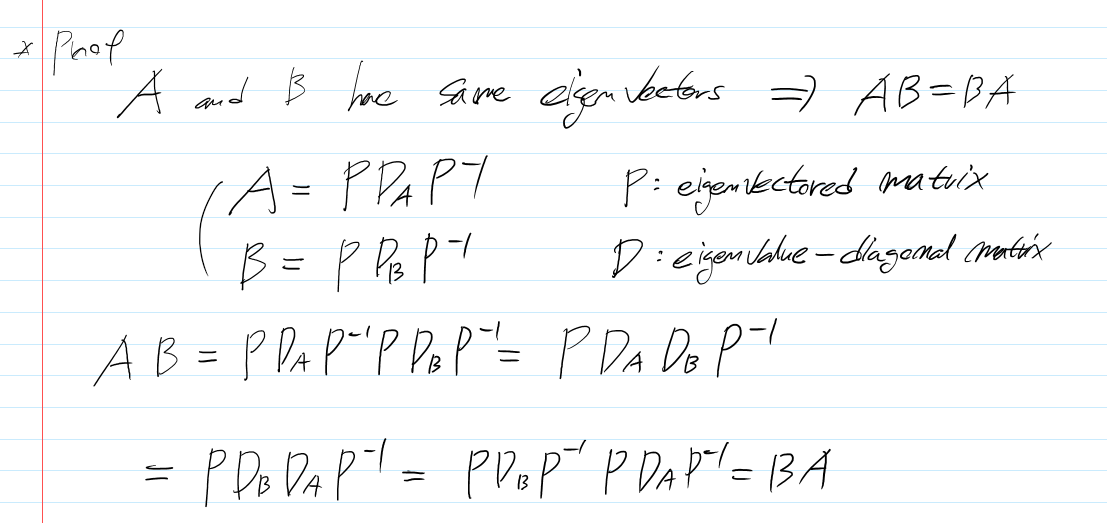 * Proof
A and B have same eigenvectors ⇒ AB = BA
A = P D_A P⁻¹ P : eigenvectored matrix
B = P D_B P⁻¹ D : eigenvalue - diagonal matrix
A B = P D_A P⁻¹ P D_B P⁻¹ = P D_A D_B P⁻¹
= P D_B D_A P⁻¹ = P D_B P⁻¹ P D_A P⁻¹ = BA